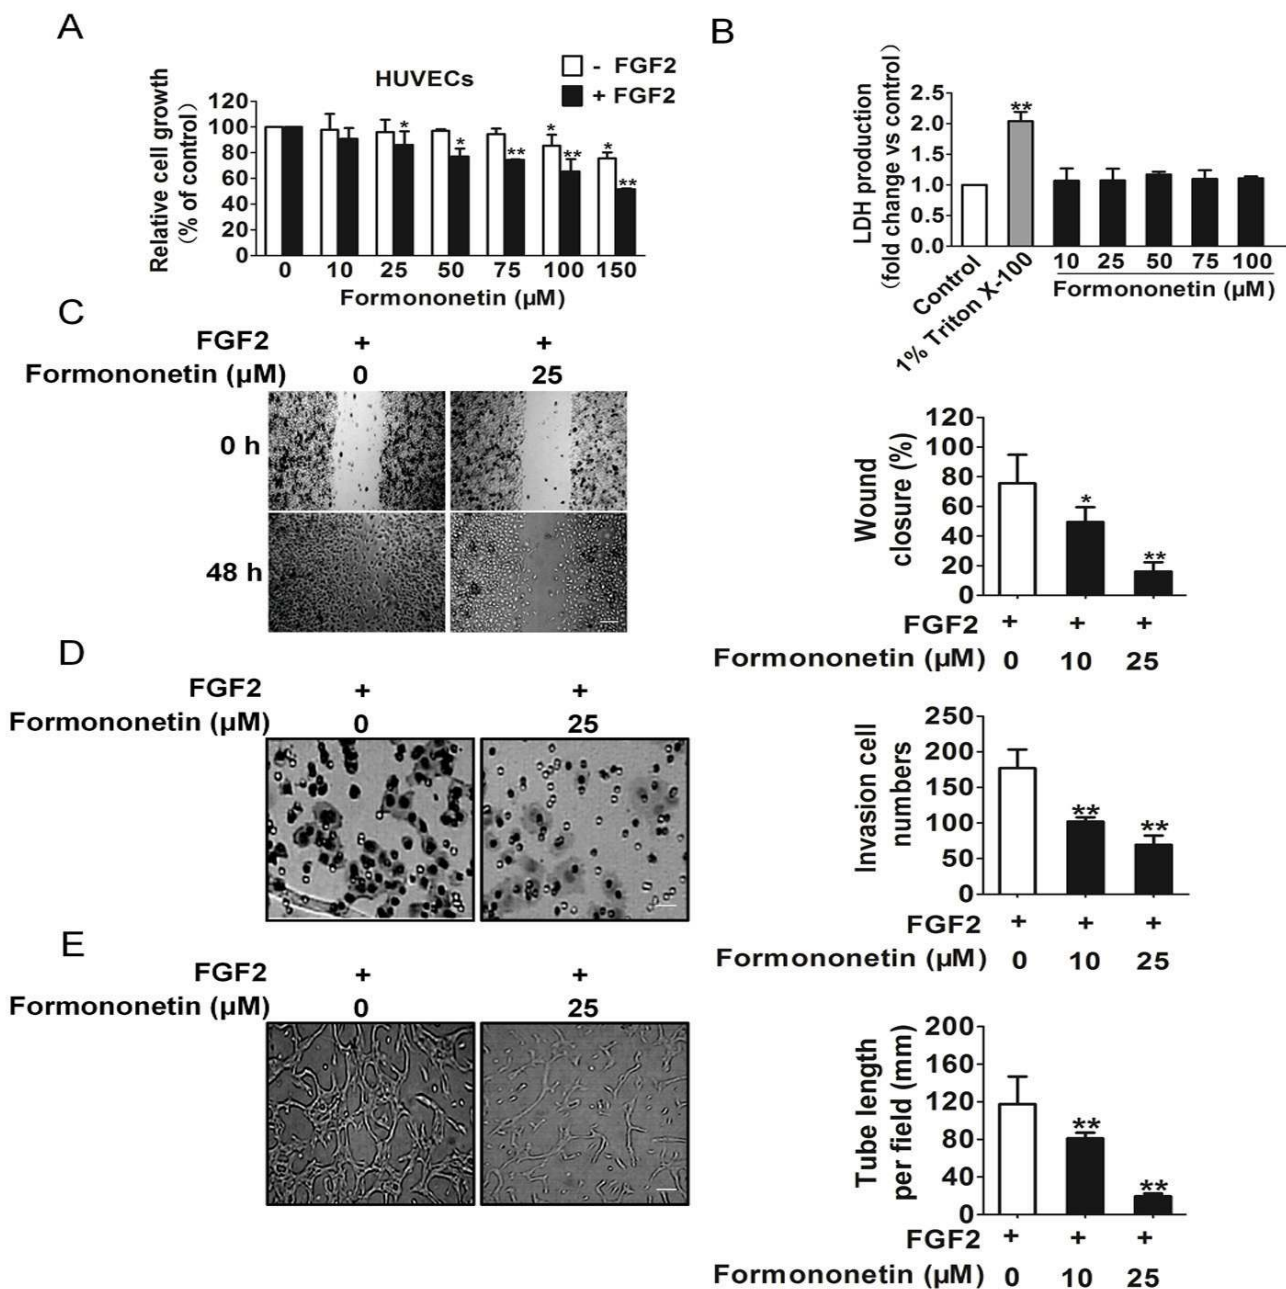 A
HUVECs
- FGF2
+ FGF2
Relative cell growth
(% of control)
120
100
80
60
40
20
0
*
*
**
*
**
*
**
0 10 25 50 75 100 150
Formononetin (µM)
B
LDH production
(fold change vs control)
2.5
2.0
1.5
1.0
0.5
0.0
**
Control
1% Triton X-100
10 25 50 75 100
Formononetin (µM)
C
FGF2 + +
Formononetin (µM) 0 25
0 h
48 h
Wound
closure (%)
120
100
80
60
40
20
0
*
**
FGF2 + + +
Formononetin (µM) 0 10 25
D
FGF2 + +
Formononetin (µM) 0 25
Invasion cell
numbers
250
200
150
100
50
0
**
**
FGF2 + + +
Formononetin (µM) 0 10 25
E
FGF2 + +
Formononetin (µM) 0 25
Tube length
per field (mm)
200
160
120
80
40
0
**
**
FGF2 + + +
Formononetin (µM) 0 10 25